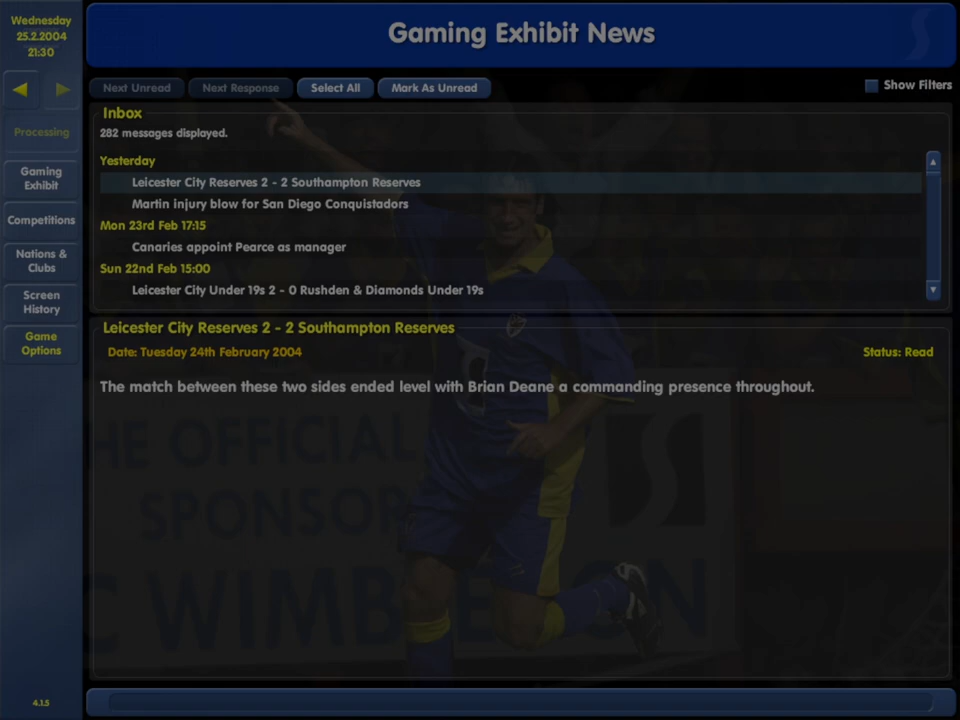 Wednesday
25.2.2004
21:30
Gaming Exhibit News
Next Unread
Next Response
Select All
Mark As Unread
Show Filters
Processing
Gaming
Exhibit
Competitions
Nations &
Clubs
Screen
History
Game
Options
4.1.5
Inbox
282 messages displayed.
Yesterday
Leicester City Reserves 2 - 2 Southampton Reserves
Martin injury blow for San Diego Conquistadors
Mon 23rd Feb 17:15
Canaries appoint Pearce as manager
Sun 22nd Feb 15:00
Leicester City Under 19s 2 - 0 Rushden & Diamonds Under 19s
Leicester City Reserves 2 - 2 Southampton Reserves
Date: Tuesday 24th February 2004
Status: Read
The match between these two sides ended level with Brian Deane a commanding presence throughout.
HE OFFICIAL
SPONSOR
C WIMB